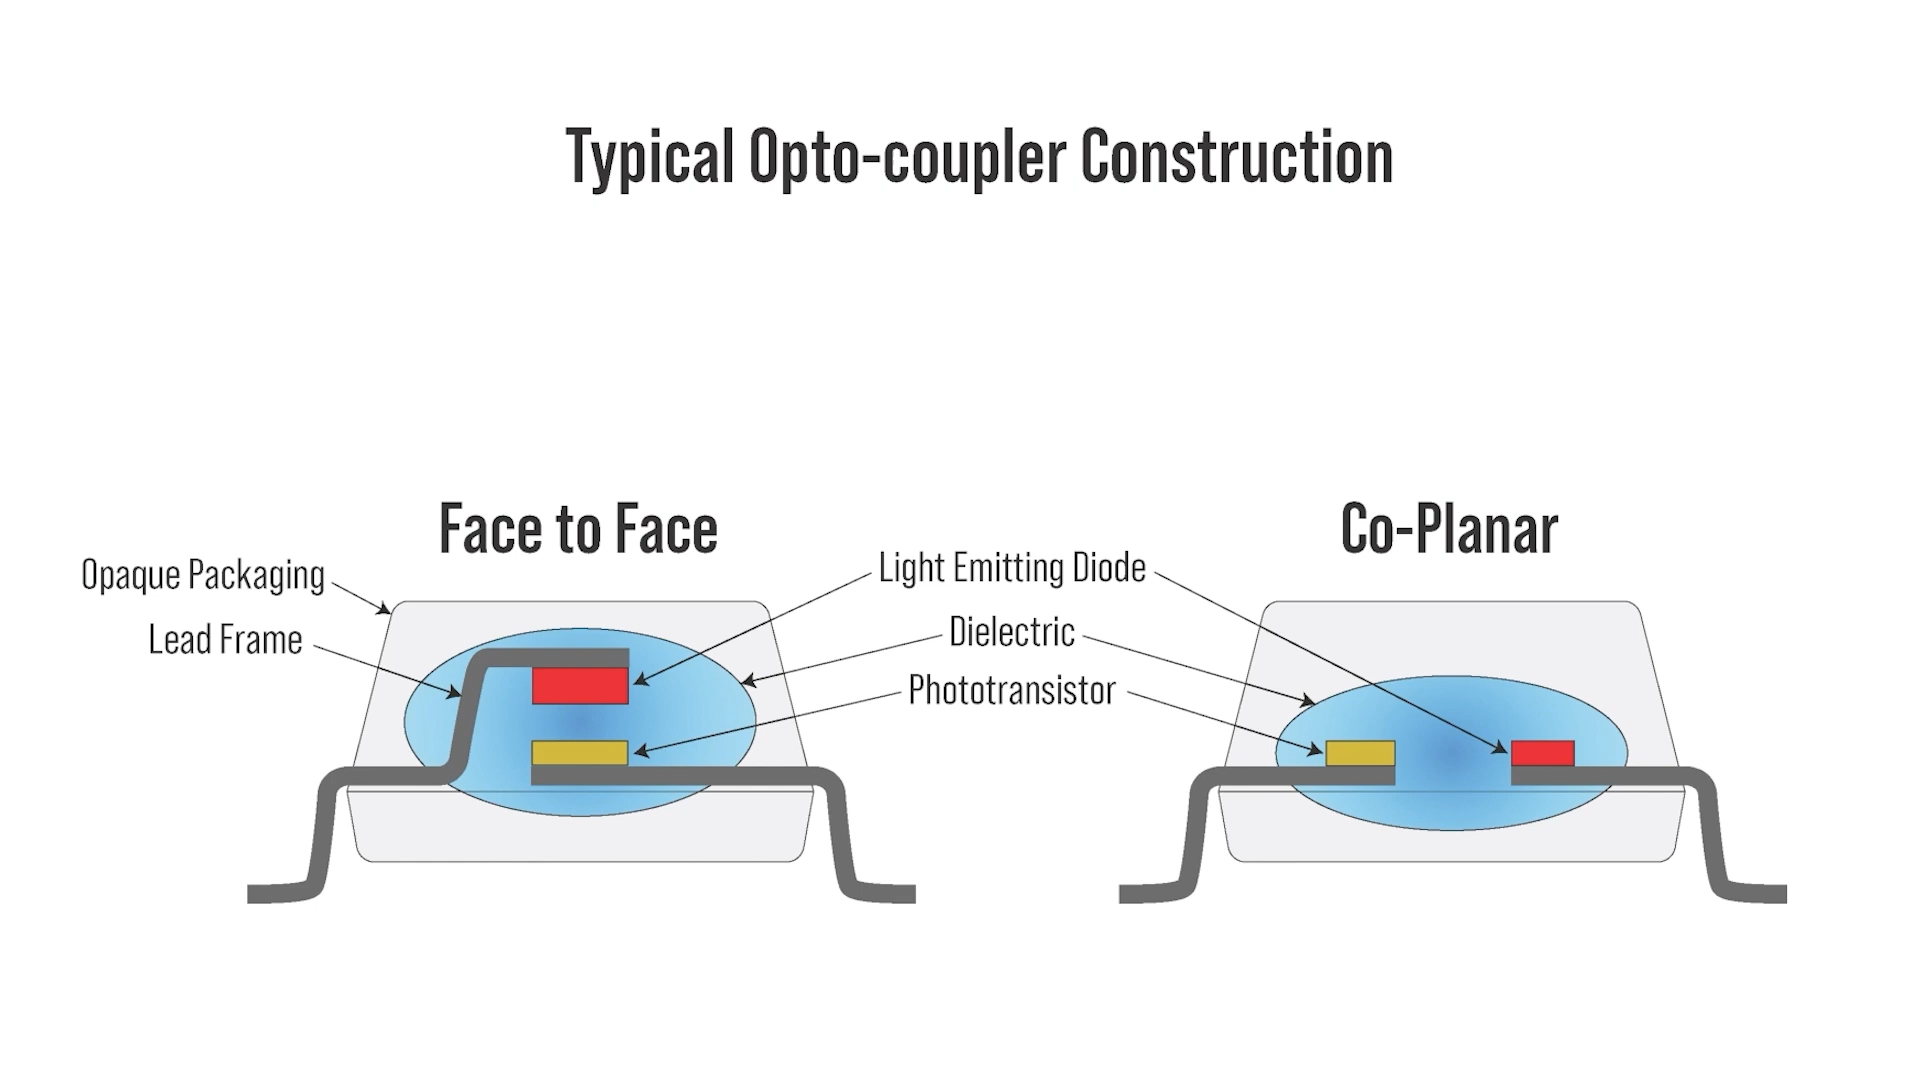 Typical Opto-coupler Construction
Face to Face
Co-Planar
Opaque Packaging
Lead Frame
Light Emitting Diode
Dielectric
Phototransistor